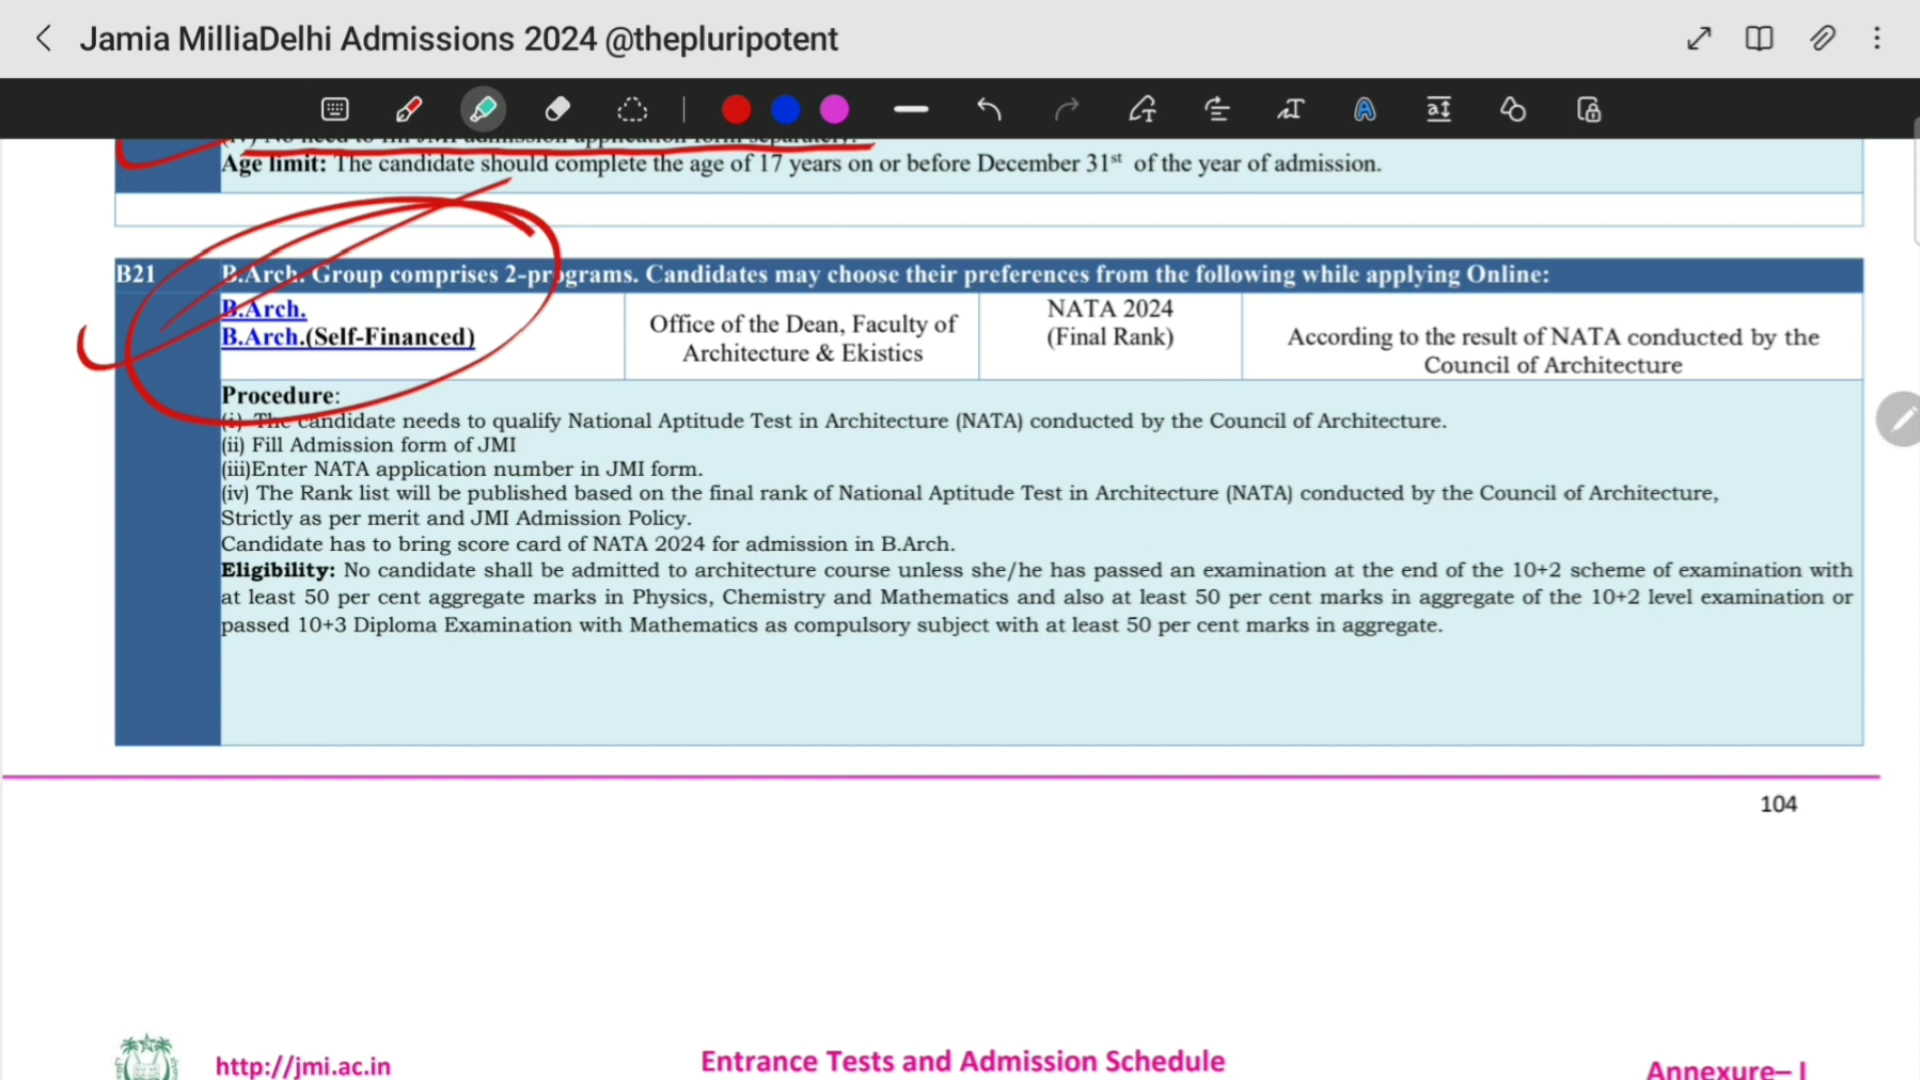 Jamia MilliaDelhi Admissions 2024 @thepluripotent
(iv) No need to fill JMI admission application form separately.
Age limit: The candidate should complete the age of 17 years on or before December 31st of the year of admission.
B21 B.Arch. Group comprises 2-programs. Candidates may choose their preferences from the following while applying Online:
B.Arch.
B.Arch.(Self-Financed)
Office of the Dean, Faculty of
Architecture & Ekistics
NATA 2024
(Final Rank)
According to the result of NATA conducted by the
Council of Architecture
Procedure:
(i) The candidate needs to qualify National Aptitude Test in Architecture (NATA) conducted by the Council of Architecture.
(ii) Fill Admission form of JMI
(iii)Enter NATA application number in JMI form.
(iv) The Rank list will be published based on the final rank of National Aptitude Test in Architecture (NATA) conducted by the Council of Architecture,
Strictly as per merit and JMI Admission Policy.
Candidate has to bring score card of NATA 2024 for admission in B.Arch.
Eligibility: No candidate shall be admitted to architecture course unless she/he has passed an examination at the end of the 10+2 scheme of examination with
at least 50 per cent aggregate marks in Physics, Chemistry and Mathematics and also at least 50 per cent marks in aggregate of the 10+2 level examination or
passed 10+3 Diploma Examination with Mathematics as compulsory subject with at least 50 per cent marks in aggregate.
104
http://jmi.ac.in
Entrance Tests and Admission Schedule
Annexure– I